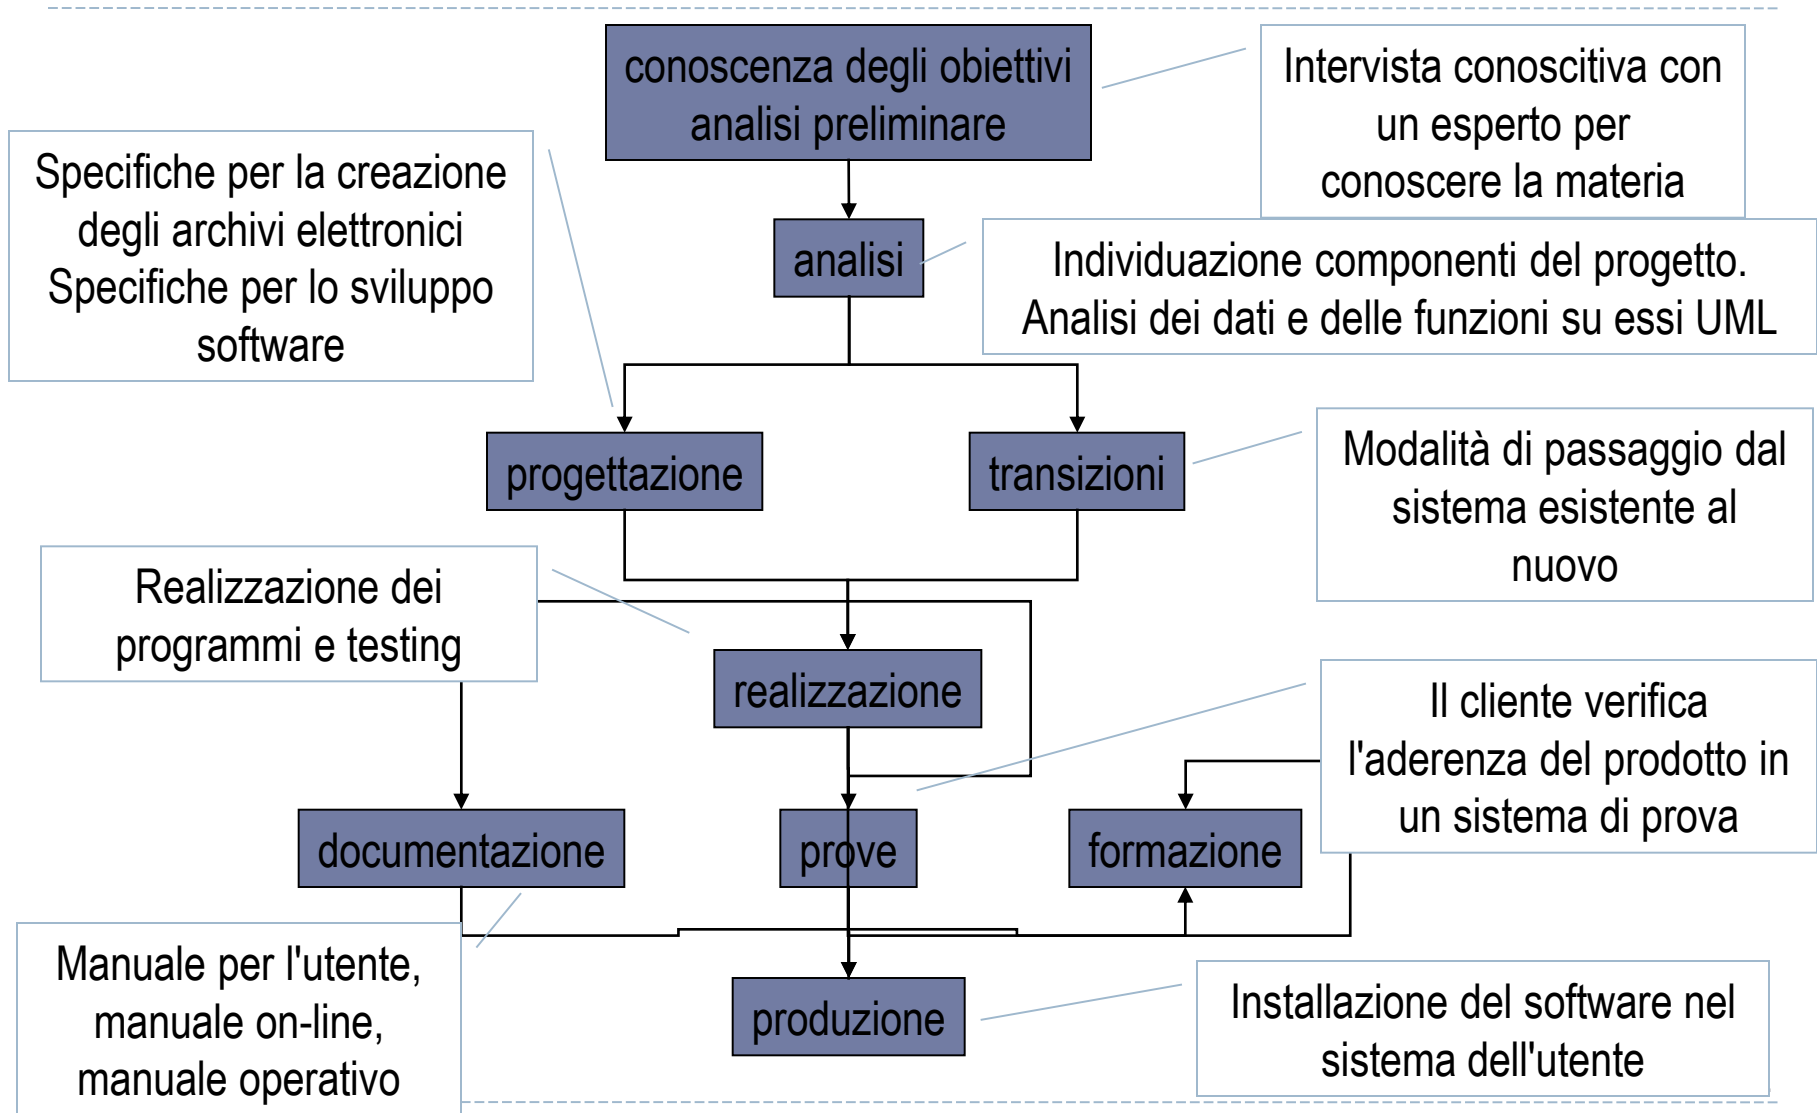 conoscenza degli obiettivi
analisi preliminare
Intervista conoscitiva con
un esperto per
conoscere la materia
Specifiche per la creazione
degli archivi elettronici
Specifiche per lo sviluppo
software
analisi
Individuazione componenti del progetto.
Analisi dei dati e delle funzioni su essi UML
progettazione
transizioni
Modalità di passaggio dal
sistema esistente al
nuovo
Realizzazione dei
programmi e testing
realizzazione
Il cliente verifica
l'aderenza del prodotto in
un sistema di prova
documentazione
prove
formazione
Manuale per l'utente,
manuale on-line,
manuale operativo
produzione
Installazione del software nel
sistema dell'utente